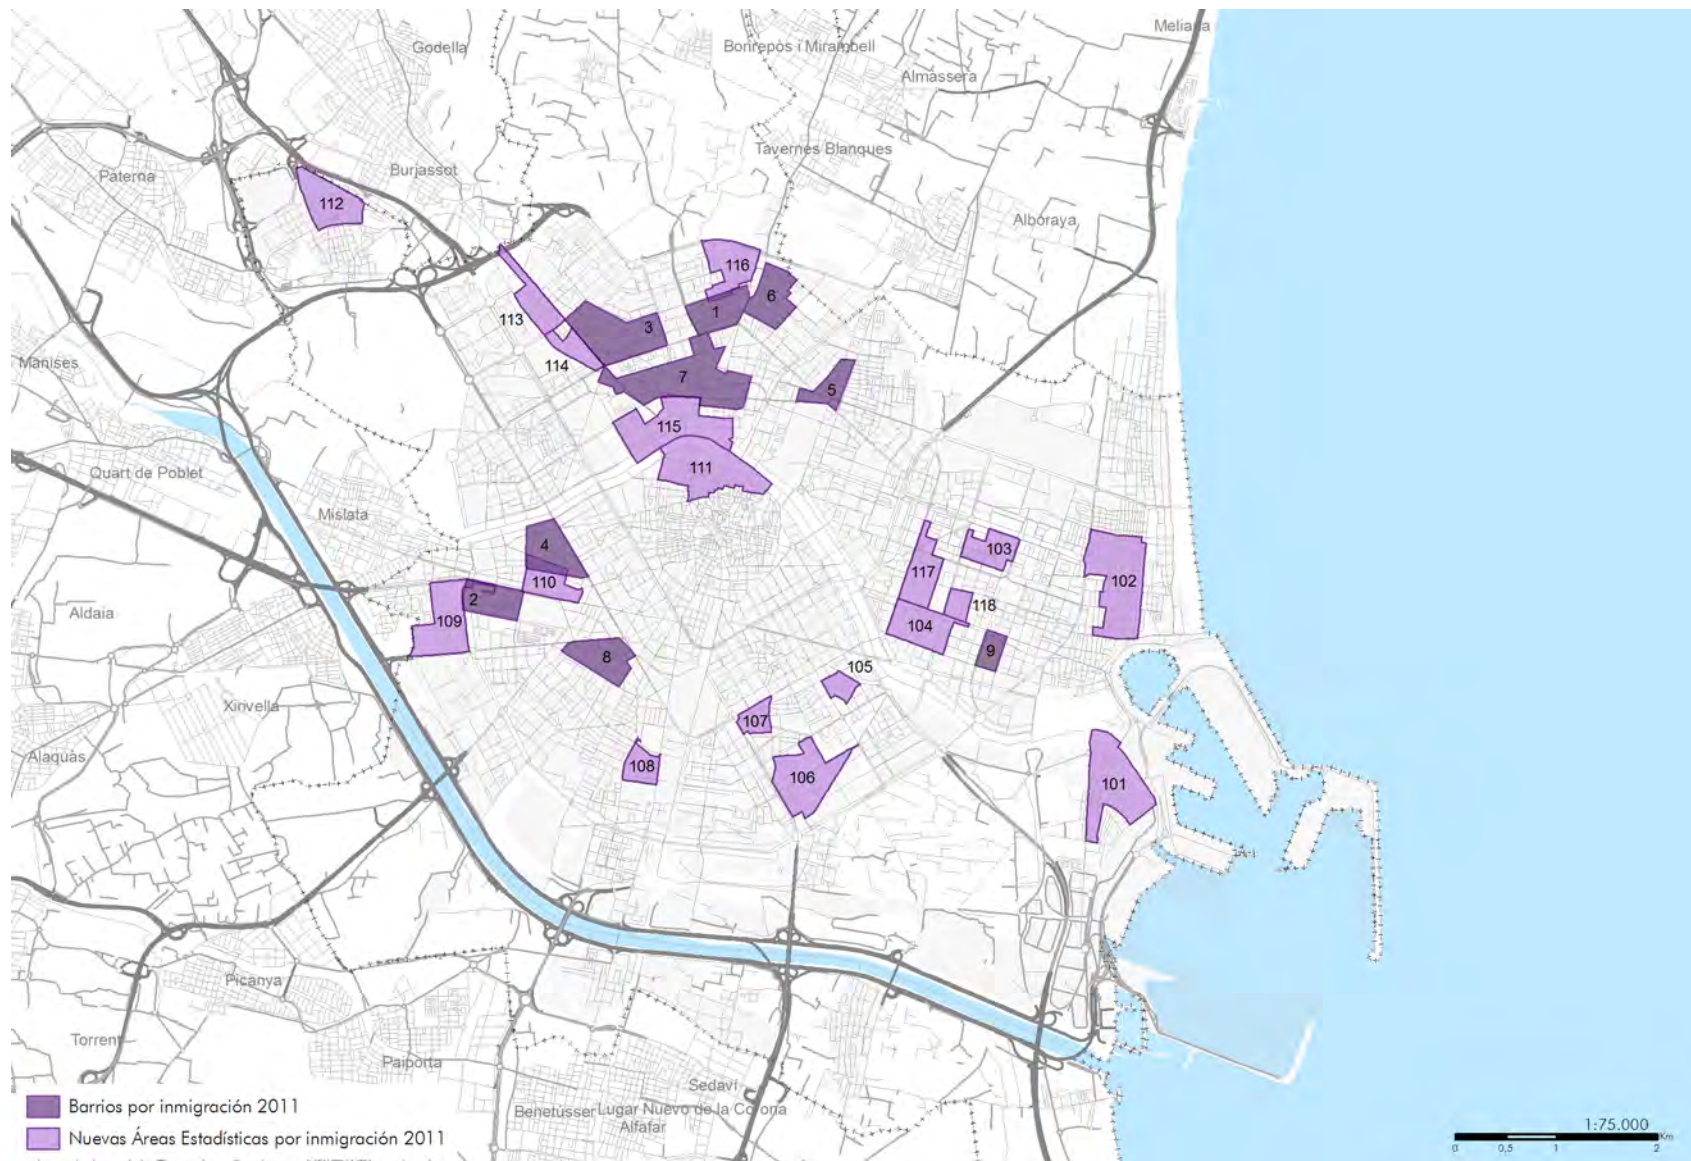 Meliana
Godella
Bonrepòs i Mirambell
Almàssera
Tavernes Blanques
Paterna
Burjassot
112
Alboraya
116
6
1
113
3
Manises
114
7
5
115
111
Quart de Poblet
Mislata
4
103
110
117
102
2
118
Aldaia
109
104
9
8
105
Xirivella
107
Alaquàs
108
106
101
Picanya
Torrent
Paiporta
Sedaví
Barrios por inmigración 2011
Benetússer
Lugar Nuevo de la Corona
Alfafar
1:75.000
Nuevas Áreas Estadísticas por inmigración 2011
Km
0 0,5 1 2